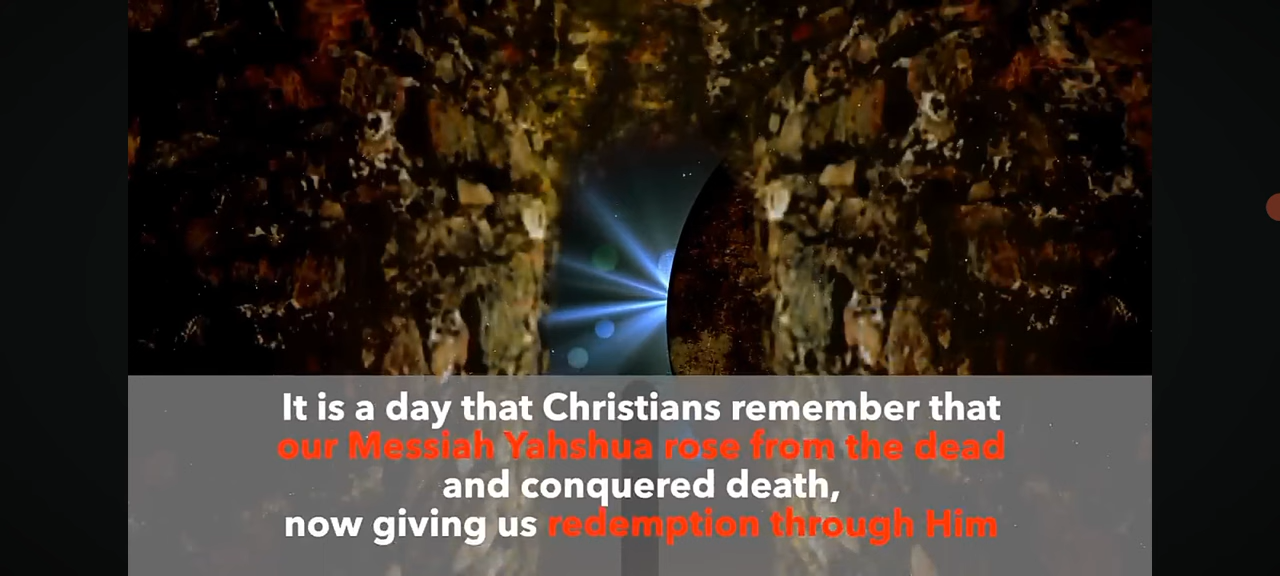 It is a day that Christians remember that
our Messiah Yahshua rose from the dead
and conquered death,
now giving us redemption through Him